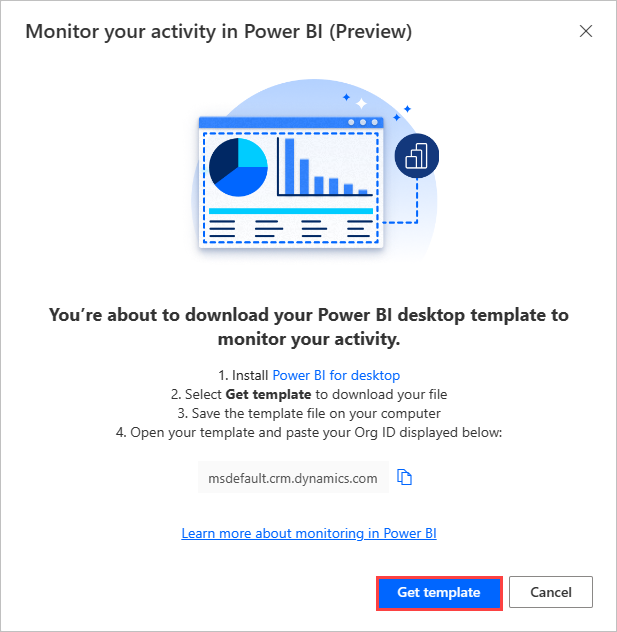 Monitor your activity in Power BI (Preview)
You’re about to download your Power BI desktop template to
monitor your activity.
1. Install Power BI for desktop
2. Select Get template to download your file
3. Save the template file on your computer
4. Open your template and paste your Org ID displayed below:
msdefault.crm.dynamics.com
Learn more about monitoring in Power BI
Get template
Cancel